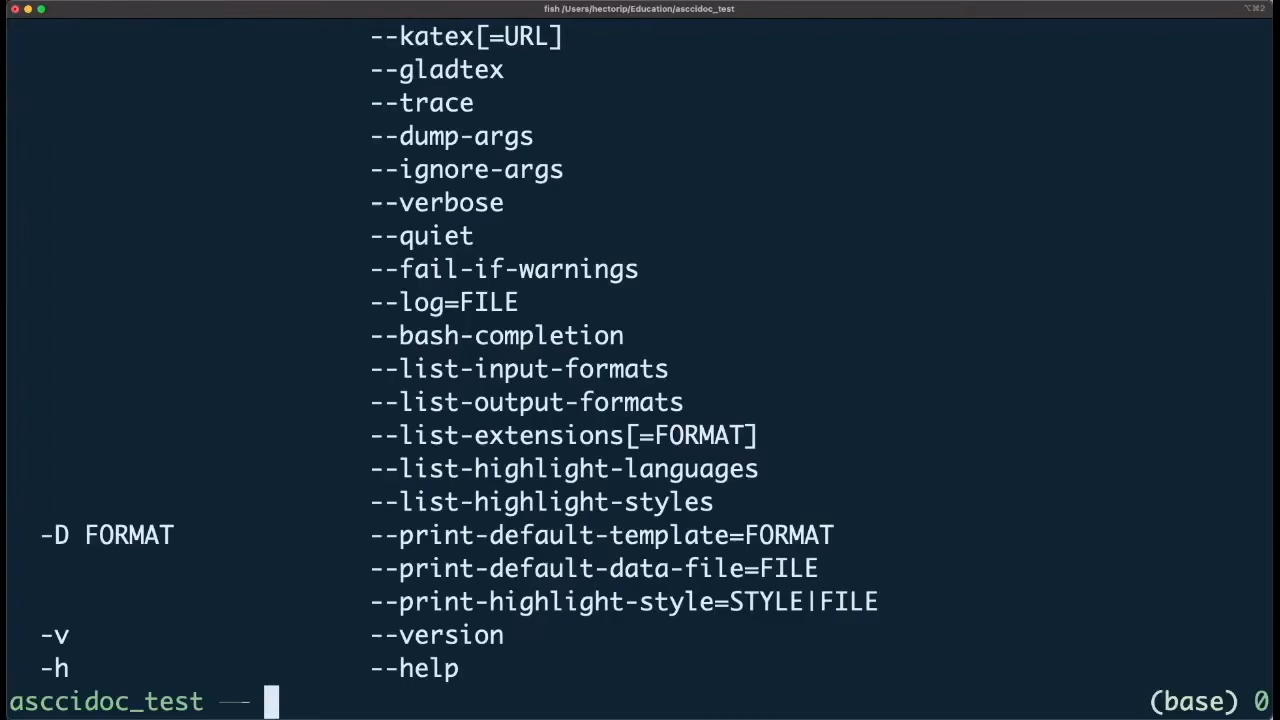 fish /Users/hectorip/Education/asccidoc_test ⌥⌘2
--katex[=URL]
--gladtex
--trace
--dump-args
--ignore-args
--verbose
--quiet
--fail-if-warnings
--log=FILE
--bash-completion
--list-input-formats
--list-output-formats
--list-extensions[=FORMAT]
--list-highlight-languages
--list-highlight-styles
-D FORMAT --print-default-template=FORMAT
--print-default-data-file=FILE
--print-highlight-style=STYLE|FILE
-v --version
-h --help
asccidoc_test —– (base) 0